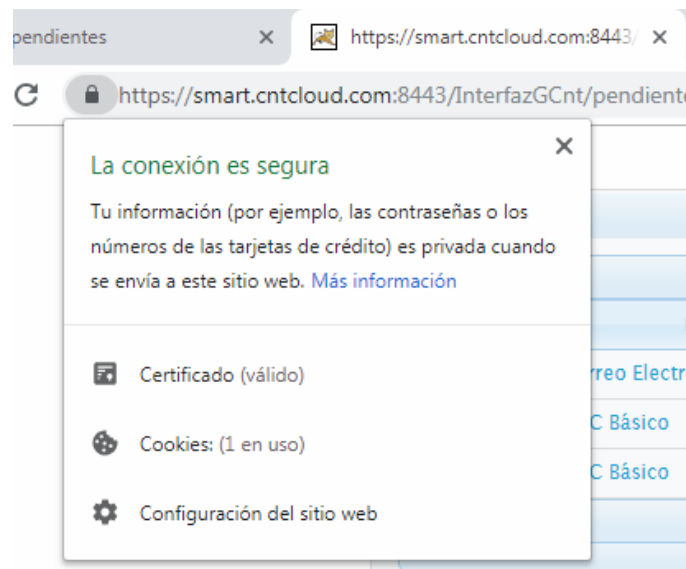 pendientes
https://smart.cntcloud.com:8443/
https://smart.cntcloud.com:8443/InterfazGCnt/pendient
La conexión es segura
Tu información (por ejemplo, las contraseñas o los
números de las tarjetas de crédito) es privada cuando
se envía a este sitio web. Más información
Certificado (válido)
Cookies: (1 en uso)
Configuración del sitio web
rreo Electr
C Básico
C Básico